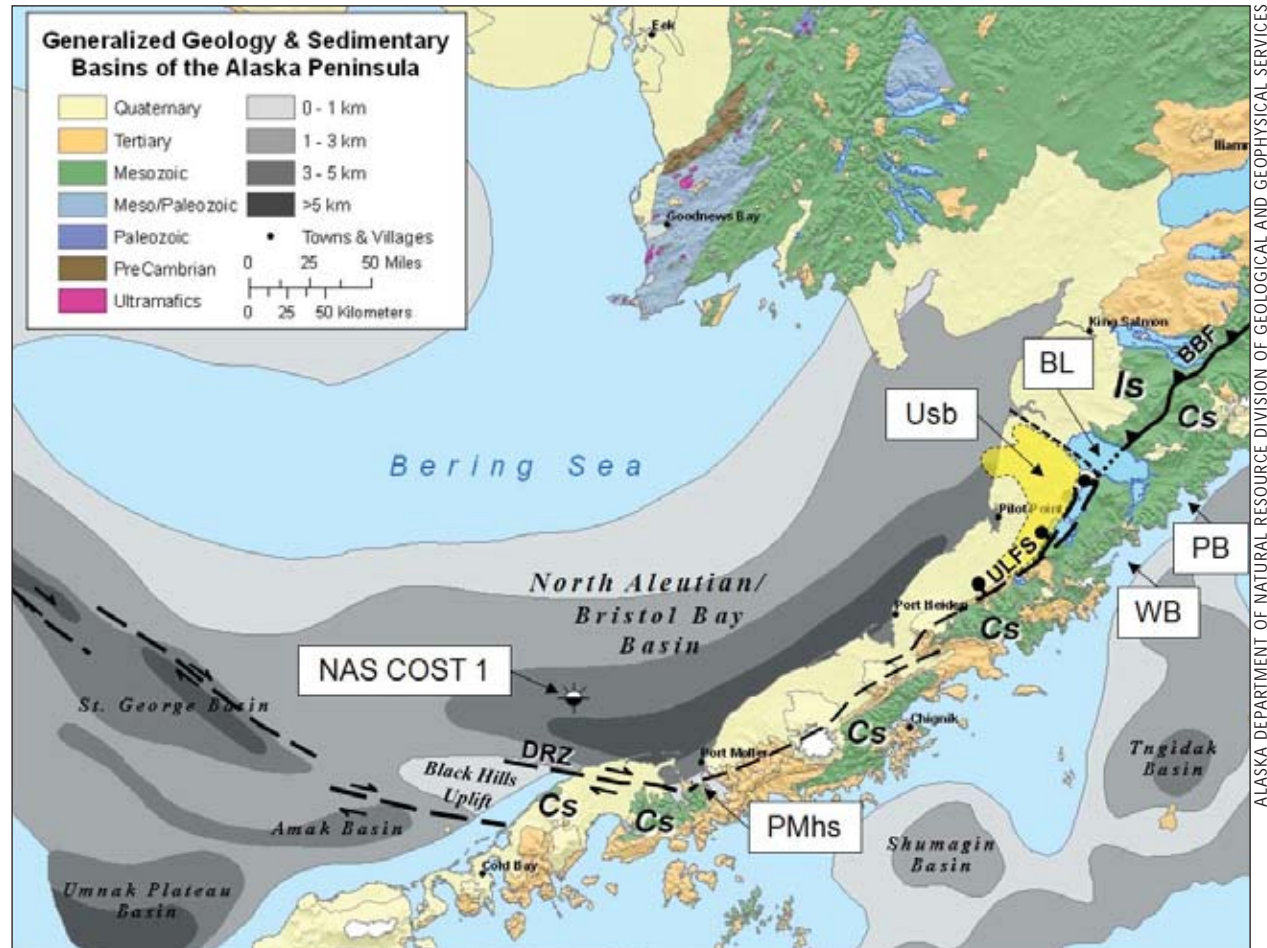 Generalized Geology & Sedimentary
Basins of the Alaska Peninsula
Quaternary
Tertiary
Mesozoic
Meso/Paleozoic
Paleozoic
PreCambrian
Ultramafics
0 - 1 km
1 - 3 km
3 - 5 km
>5 km
Towns & Villages
0 25 50 Miles
0 25 50 Kilometers
Eek
Goodnews Bay
Iliamn
King Salmon
BBF
BL
Is
Cs
Usb
Bering Sea
Pilot Point
PB
ULFS
WB
North Aleutian/
Bristol Bay
Basin
Port Heiden
Cs
NAS COST 1
St. George Basin
Cs
Chignik
DRZ
Port Moller
Tngidak
Basin
Black Hills
Uplift
Cs
Cs
PMhs
Amak Basin
Shumagin
Basin
Cold Bay
Umnak Plateau
Basin
ALASKA DEPARTMENT OF NATURAL RESOURCE DIVISION OF GEOLOGICAL AND GEOPHYSICAL SERVICES